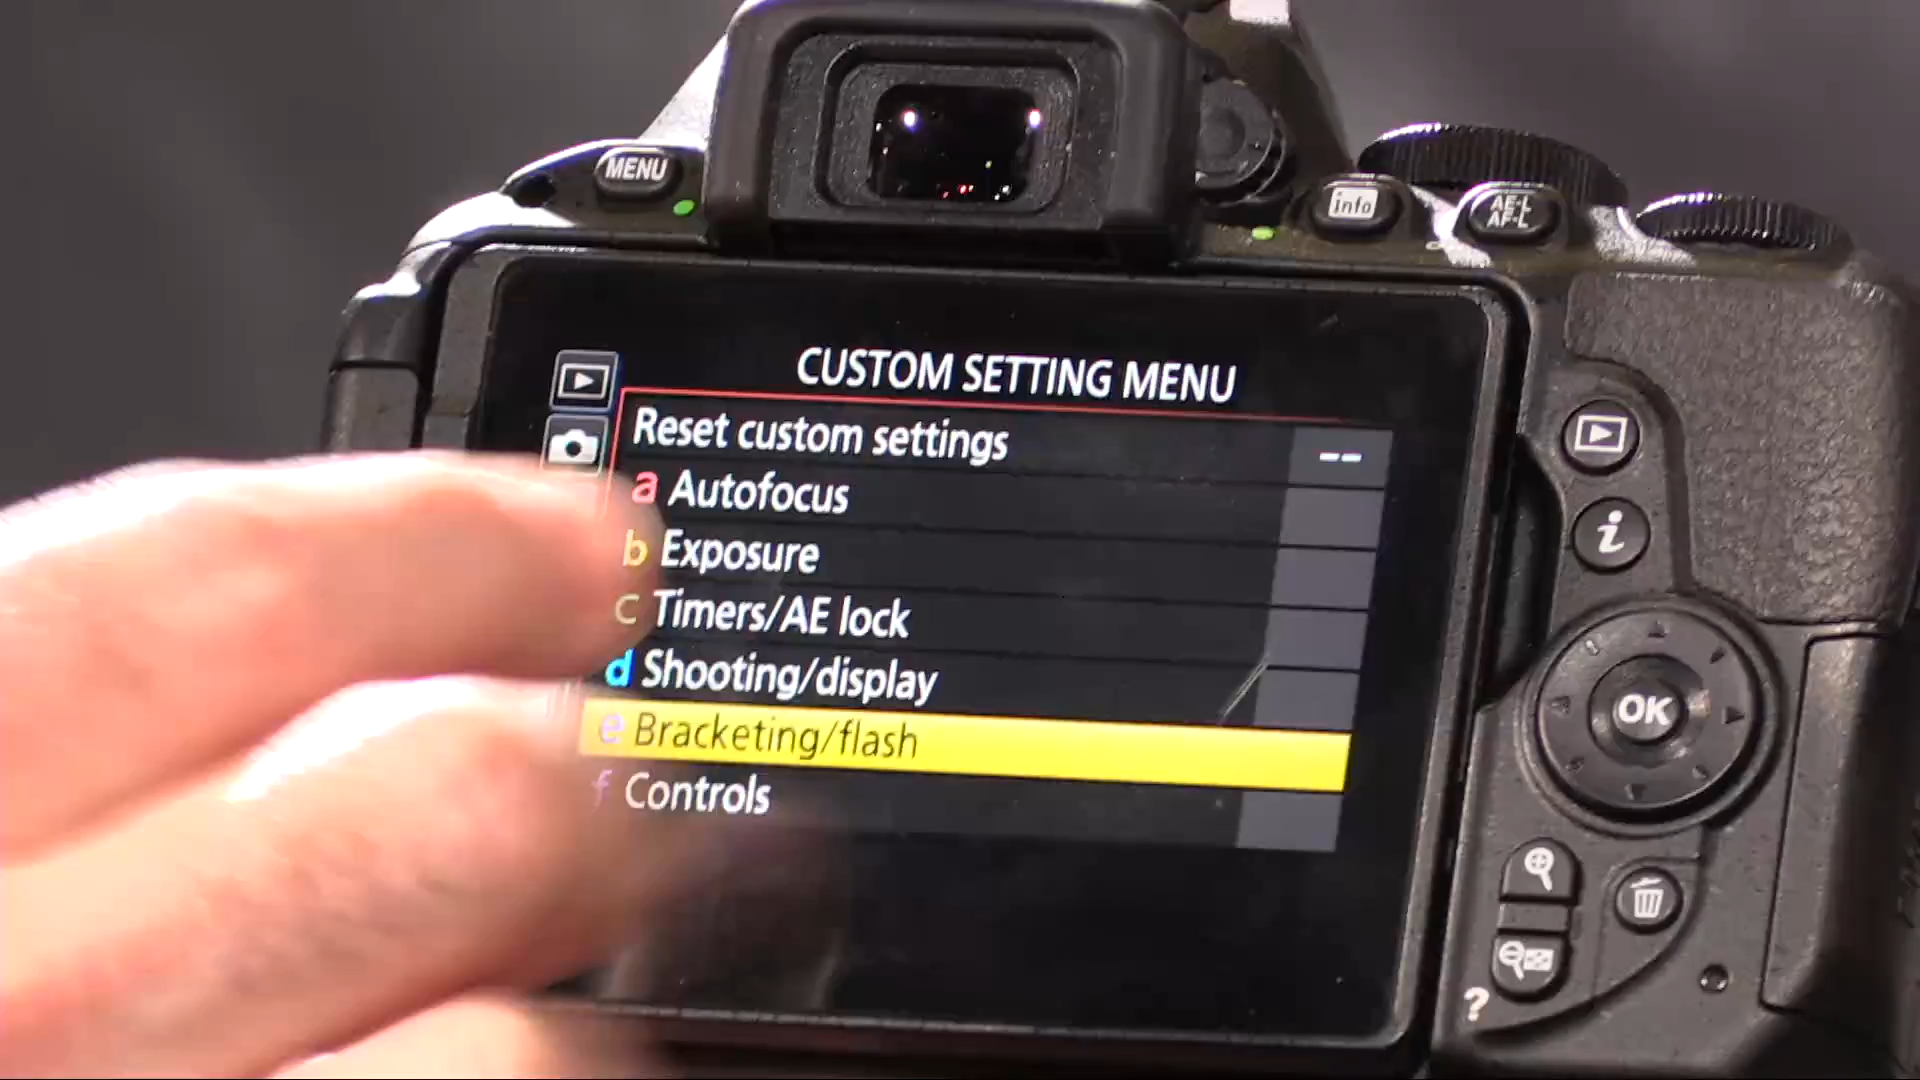 MENU
info
AE-L
AF-L
CUSTOM SETTING MENU
Reset custom settings --
a Autofocus
b Exposure
c Timers/AE lock
d Shooting/display
e Bracketing/flash
f Controls
i
OK
?